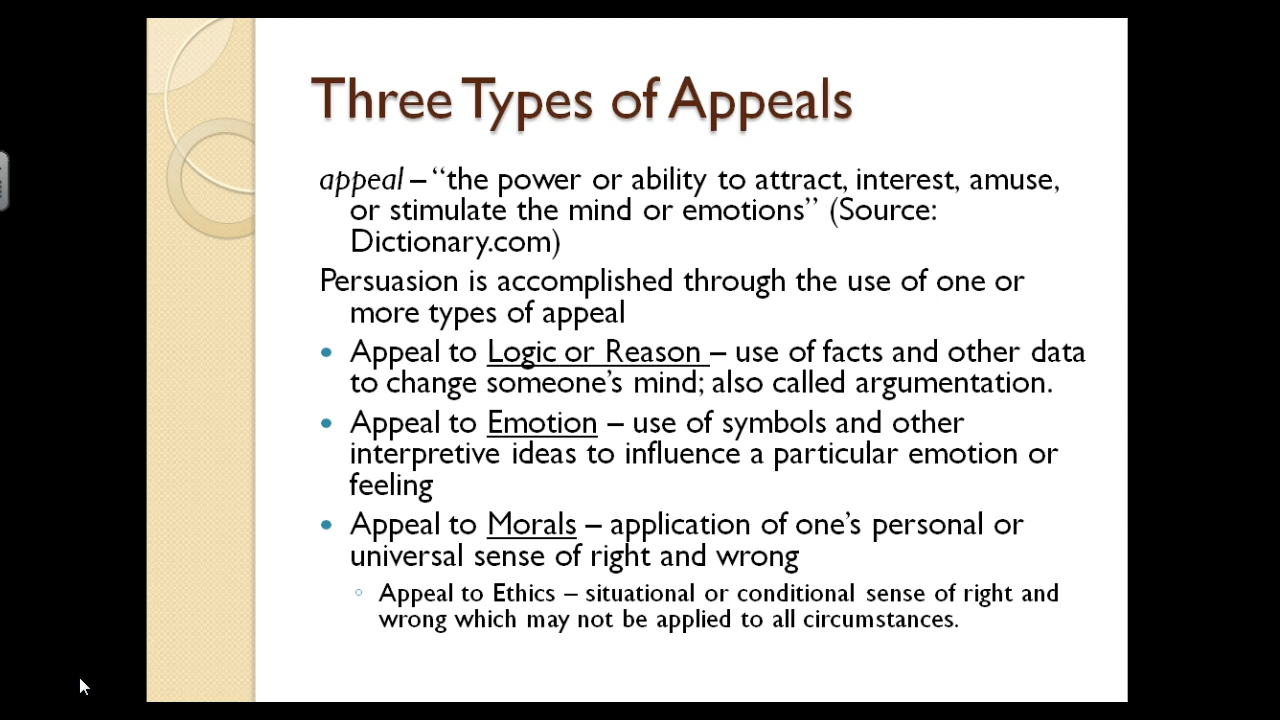 Three Types of Appeals
appeal – “the power or ability to attract, interest, amuse,
or stimulate the mind or emotions” (Source:
Dictionary.com)
Persuasion is accomplished through the use of one or
more types of appeal
• Appeal to Logic or Reason – use of facts and other data
to change someone’s mind; also called argumentation.
• Appeal to Emotion – use of symbols and other
interpretive ideas to influence a particular emotion or
feeling
• Appeal to Morals – application of one’s personal or
universal sense of right and wrong
◦ Appeal to Ethics – situational or conditional sense of right and
wrong which may not be applied to all circumstances.